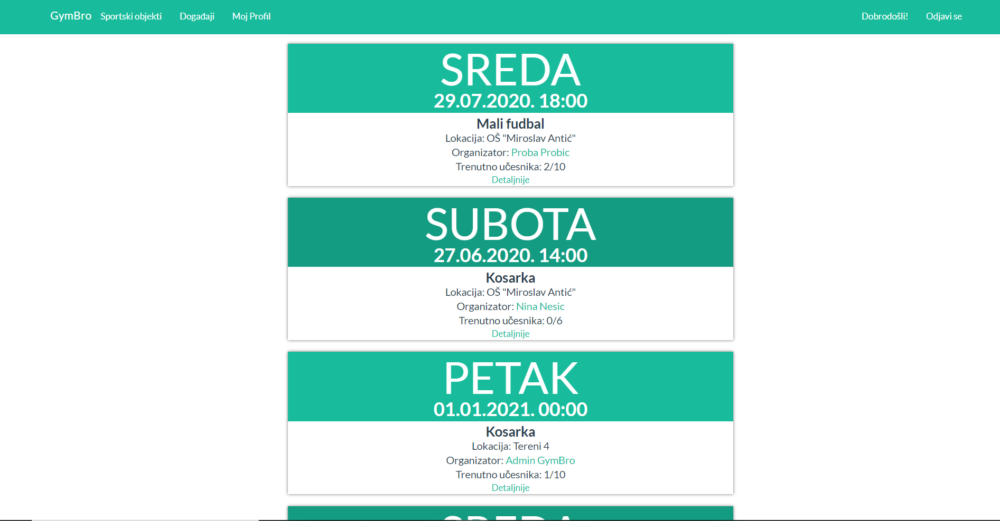 GymBro Sportski objekti Događaji Moj Profil Dobrodošli! Odjavi se
SREDA
29.07.2020. 18:00
Mali fudbal
Lokacija: OŠ "Miroslav Antić"
Organizator: Proba Probic
Trenutno učesnika: 2/10
Detaljnije
SUBOTA
27.06.2020. 14:00
Kosarka
Lokacija: OŠ "Miroslav Antić"
Organizator: Nina Nesic
Trenutno učesnika: 0/6
Detaljnije
PETAK
01.01.2021. 00:00
Kosarka
Lokacija: Tereni 4
Organizator: Admin GymBro
Trenutno učesnika: 1/10
Detaljnije
SREDA